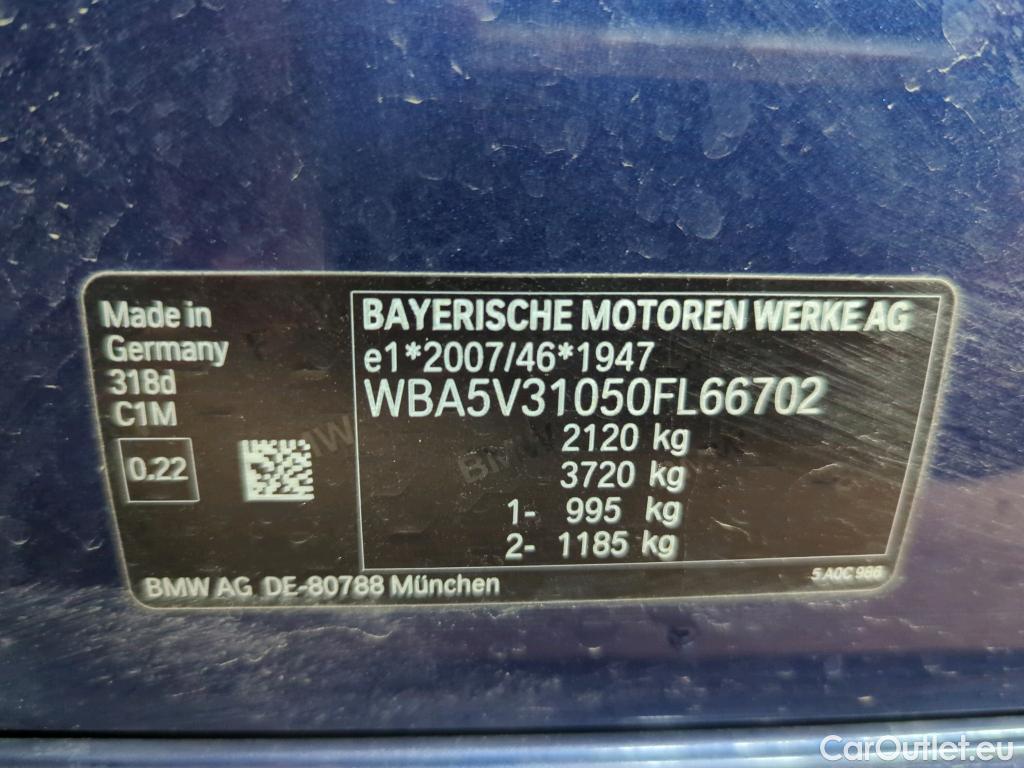 Made in
Germany
318d
C1M
0.22
BAYERISCHE MOTOREN WERKE AG
e1*2007/46*1947
WBA5V31050FL66702
2120 kg
3720 kg
1- 995 kg
2- 1185 kg
BMW AG DE-80788 München
5 A0C 986
CarOutlet.eu